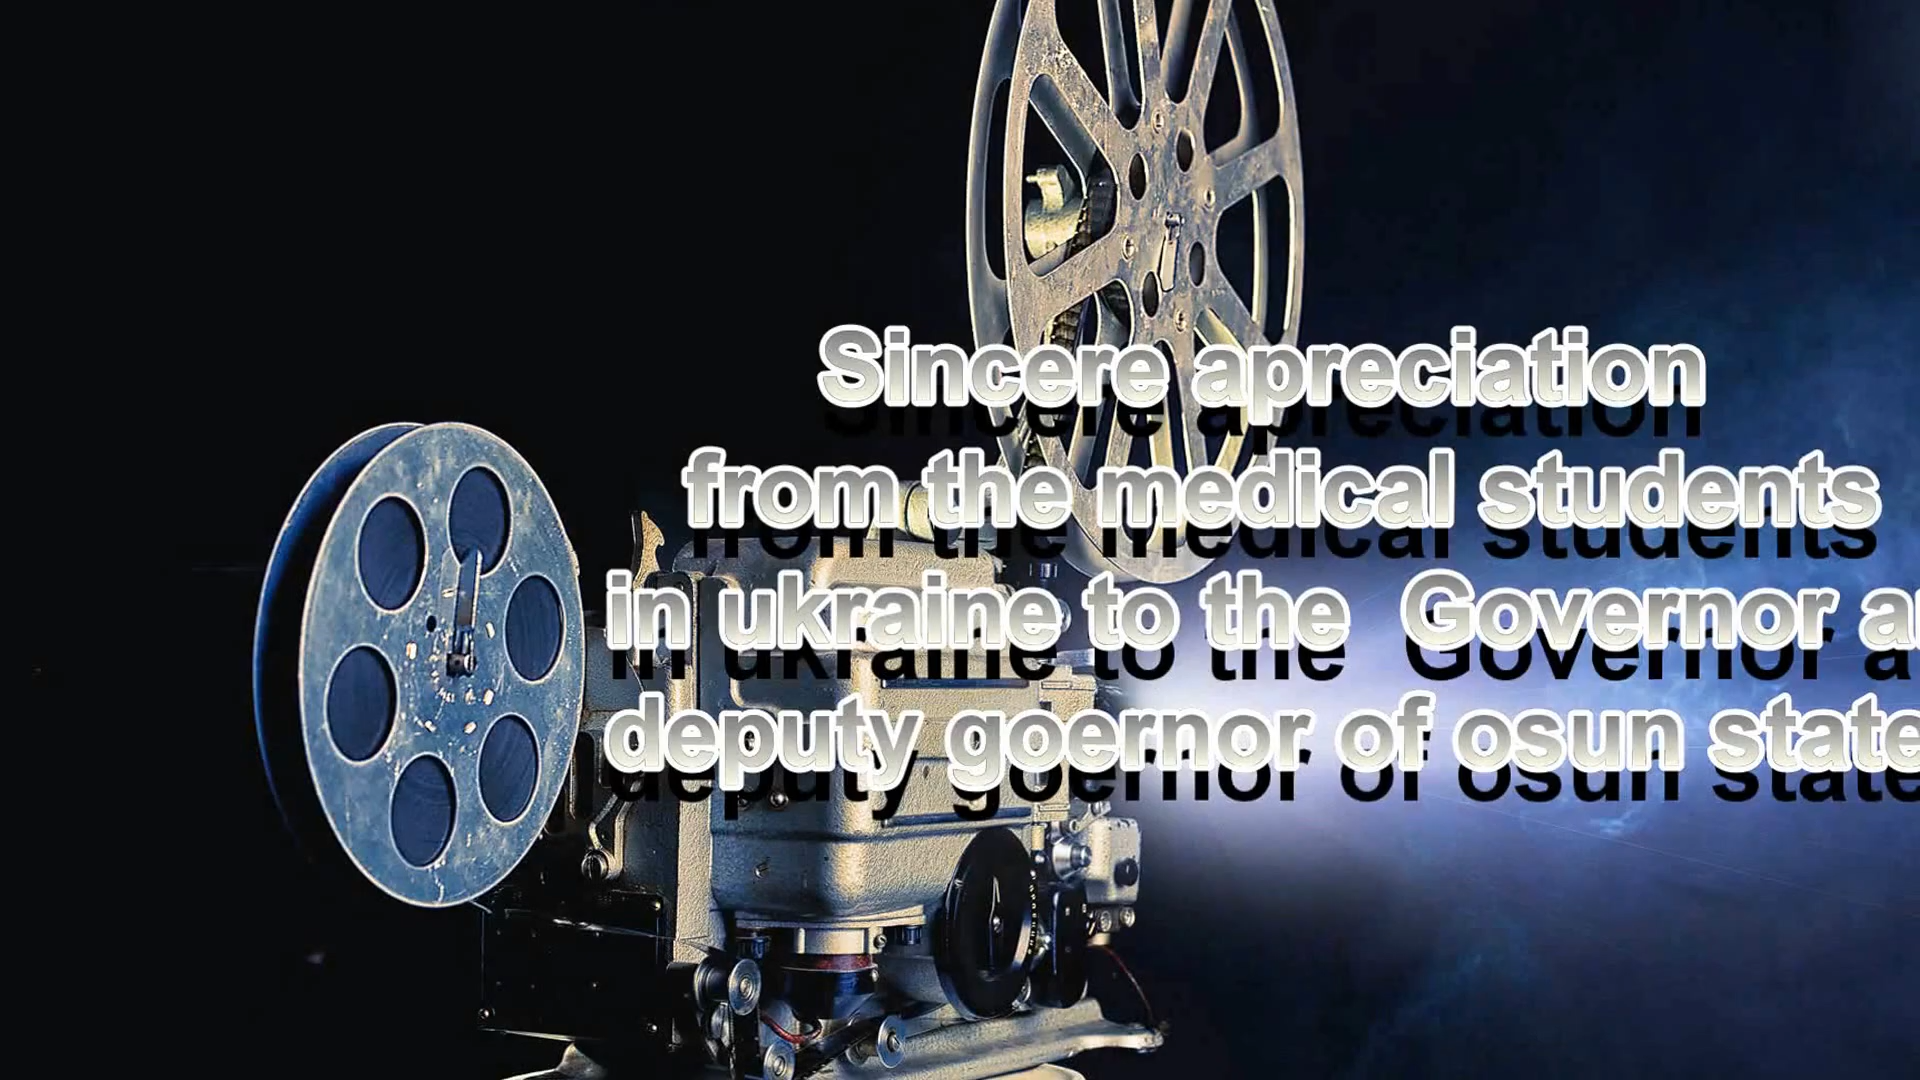 Sincere apreciation
from the medical students
in ukraine to the Governor a
deputy goernor of osun state